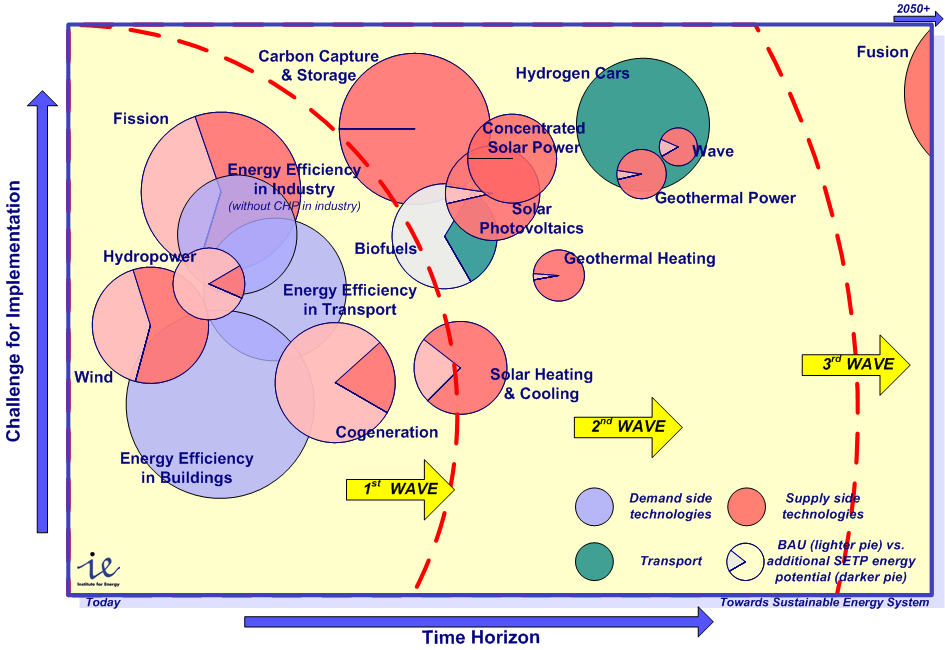 2050+
Fusion
Carbon Capture
& Storage
Hydrogen Cars
Fission
Concentrated
Solar Power
Wave
Energy Efficiency
in Industry
(without CHP in industry)
Geothermal Power
Solar
Photovoltaics
Biofuels
Hydropower
Geothermal Heating
Energy Efficiency
in Transport
Wind
Solar Heating
& Cooling
3rd WAVE
2nd WAVE
Cogeneration
Energy Efficiency
in Buildings
1st WAVE
Demand side
technologies
Supply side
technologies
Transport
BAU (lighter pie) vs.
additional SETP energy
potential (darker pie)
ie
Institute for Energy
Today
Towards Sustainable Energy System
Time Horizon
Challenge for Implementation